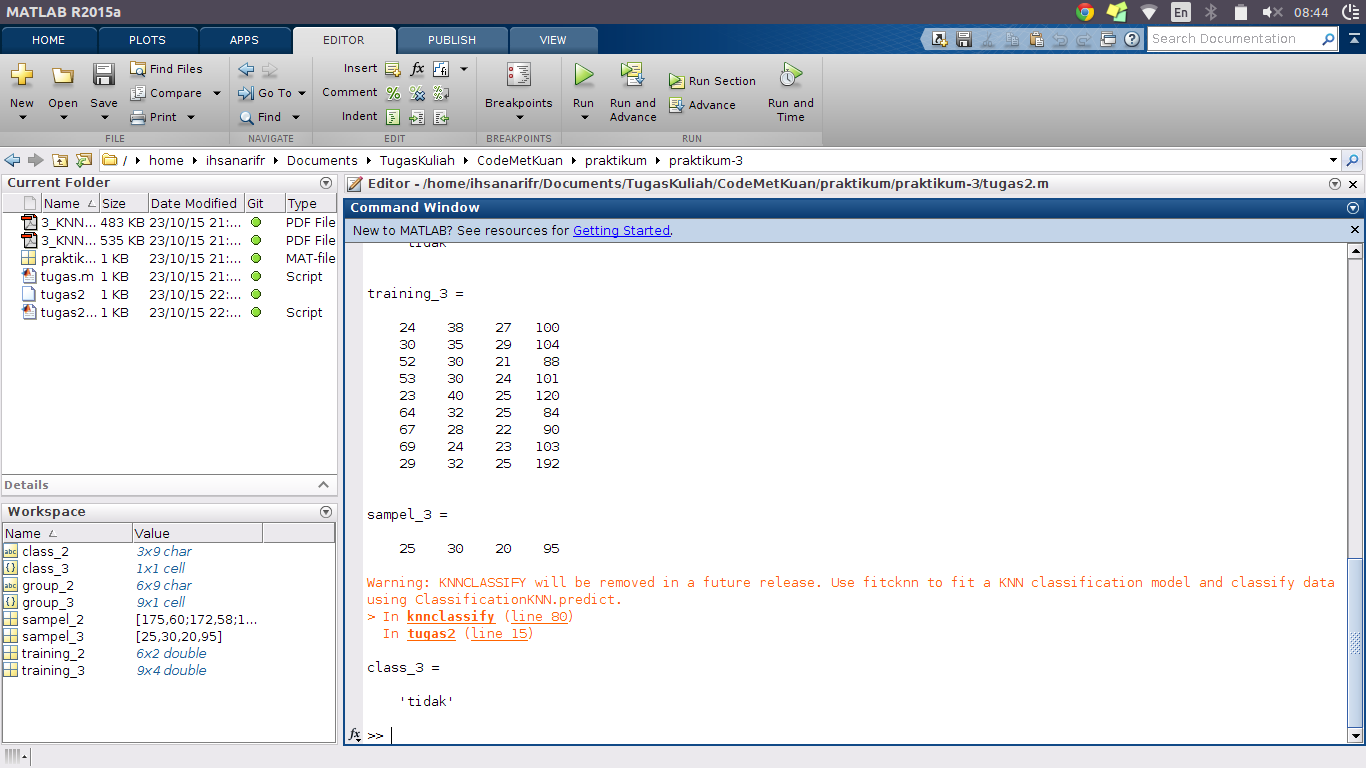 MATLAB R2015a
En
08:44
HOME PLOTS APPS EDITOR PUBLISH VIEW
Search Documentation
New Open Save Find Files Compare Print
Go To Find
Insert fx
Comment
Indent
Breakpoints
Run Run and Advance Run Section Advance Run and Time
FILE NAVIGATE EDIT BREAKPOINTS RUN
/ home ihsanarifr Documents TugasKuliah CodeMetKuan praktikum praktikum-3
Current Folder
Name Size Date Modified Git Type
3_KNN... 483 KB 23/10/15 21:... PDF File
3_KNN... 535 KB 23/10/15 21:... PDF File
praktik... 1 KB 23/10/15 21:... MAT-file
tugas.m 1 KB 23/10/15 21:... Script
tugas2 1 KB 23/10/15 22:...
tugas2... 1 KB 23/10/15 22:... Script
Details
Workspace
Name Value
class_2 3x9 char
class_3 1x1 cell
group_2 6x9 char
group_3 9x1 cell
sampel_2 [175,60;172,58;1...
sampel_3 [25,30,20,95]
training_2 6x2 double
training_3 9x4 double
Editor - /home/ihsanarifr/Documents/TugasKuliah/CodeMetKuan/praktikum/praktikum-3/tugas2.m
Command Window
New to MATLAB? See resources for Getting Started.
'tidak'
training_3 =
24 38 27 100
30 35 29 104
52 30 21 88
53 30 24 101
23 40 25 120
64 32 25 84
67 28 22 90
69 24 23 103
29 32 25 192
sampel_3 =
25 30 20 95
Warning: KNNCLASSIFY will be removed in a future release. Use fitcknn to fit a KNN classification model and classify data
using ClassificationKNN.predict.
> In knnclassify (line 80)
In tugas2 (line 15)
class_3 =
'tidak'
fx >>